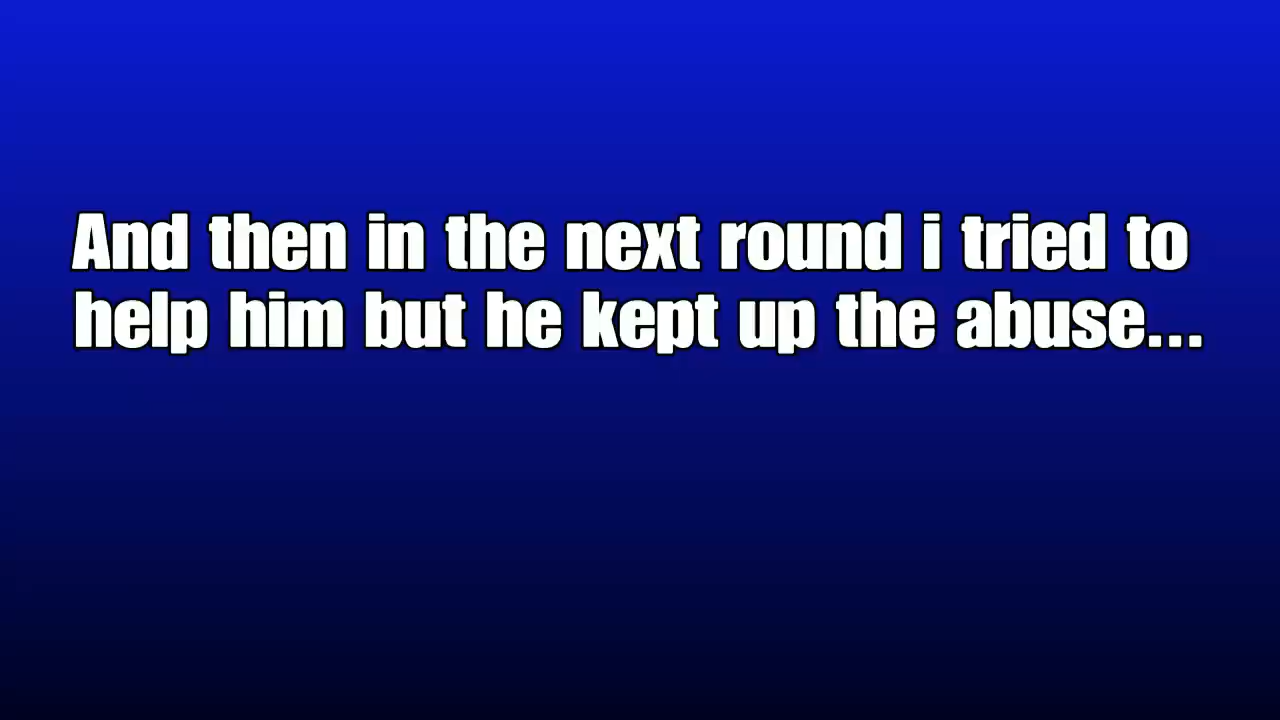 And then in the next round i tried to
help him but he kept up the abuse...